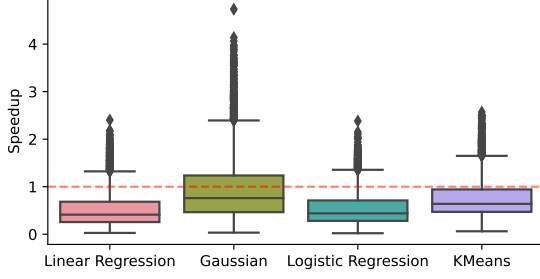 Speedup
4
3
2
1
0
Linear Regression
Gaussian
Logistic Regression
KMeans